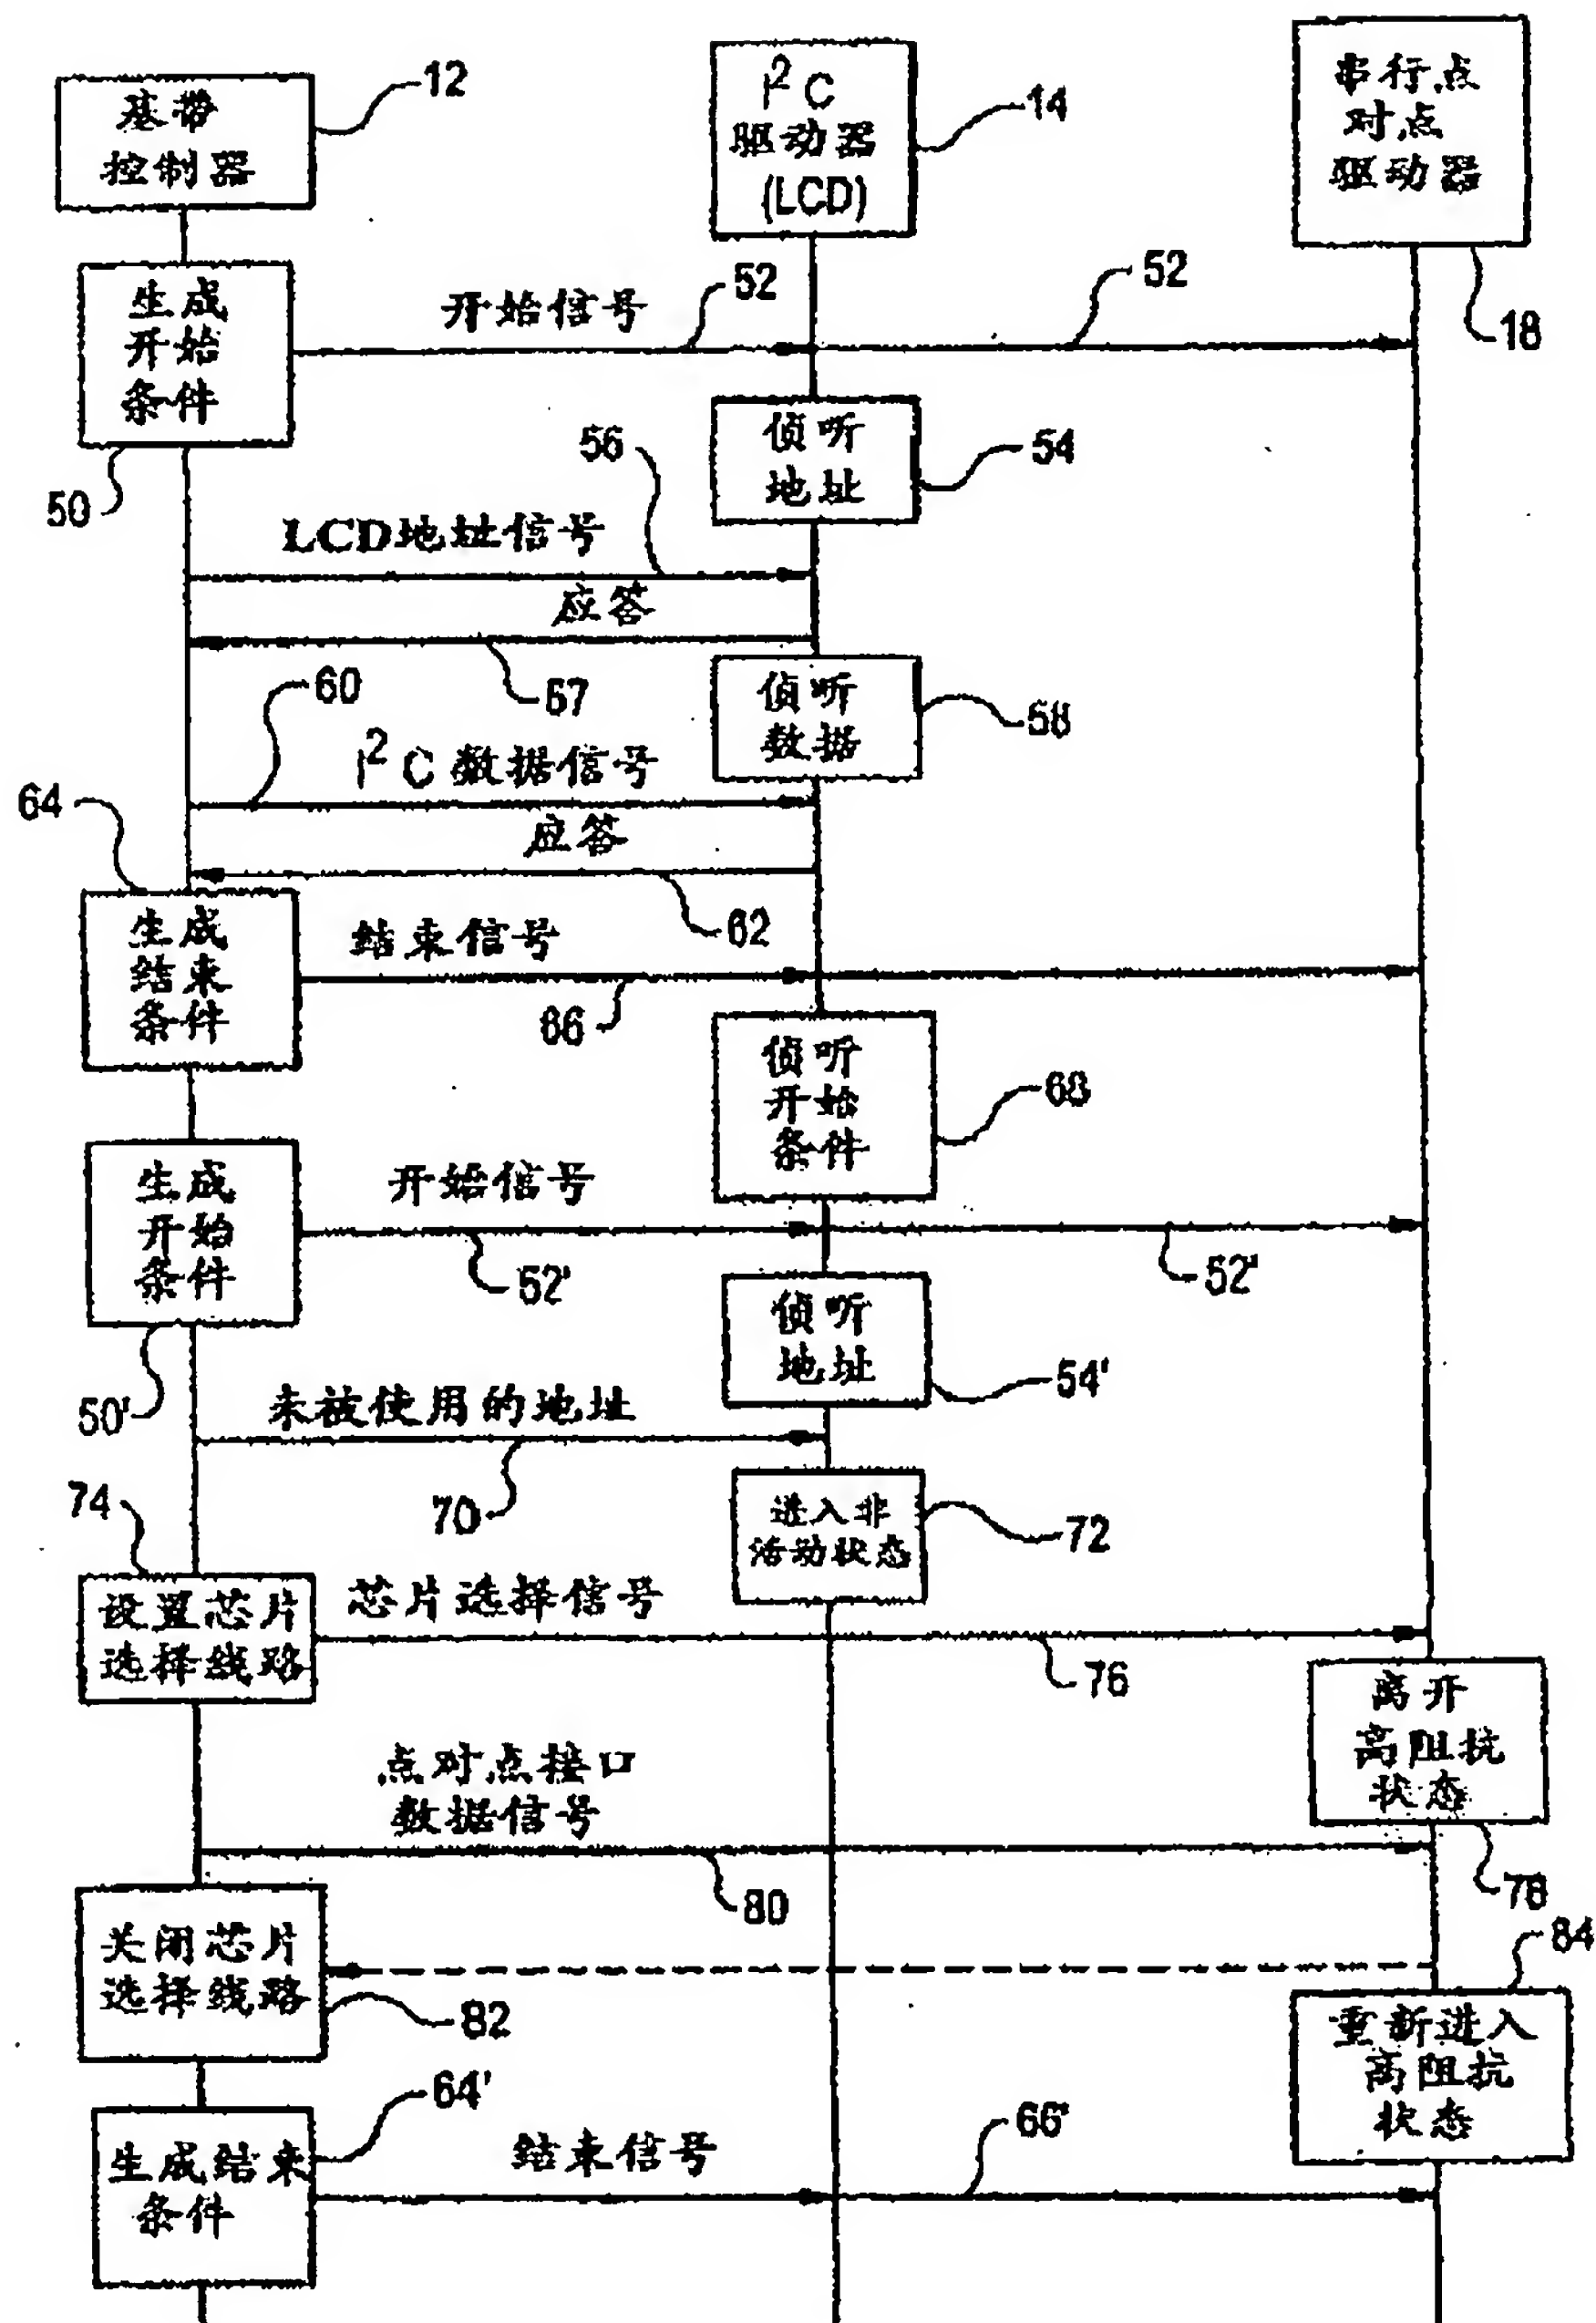 基带
控制器
12
I²C
驱动器
(LCD)
14
串行点
对点
驱动器
18
生成
开始
条件
50
开始信号
52
52
侦听
地址
54
56
LCD地址信号
应答
57
侦听
数据
58
60
I²C数据信号
应答
62
64
生成
结束
条件
结束信号
66
侦听
开始
条件
68
生成
开始
条件
50'
开始信号
52'
52'
侦听
地址
54'
未被使用的地址
70
进入非
活动状态
72
74
设置芯片
选择线路
芯片选择信号
76
离开
高阻抗
状态
78
点对点接口
数据信号
80
关闭芯片
选择线路
82
84
重新进入
高阻抗
状态
64'
生成结束
条件
结束信号
66'